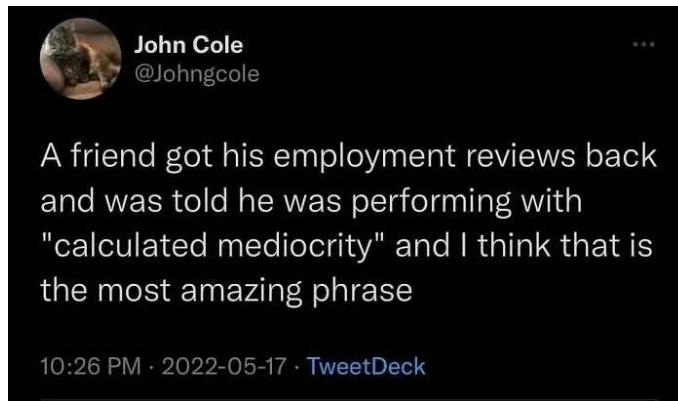 John Cole
@Johngcole
A friend got his employment reviews back
and was told he was performing with
"calculated mediocrity" and I think that is
the most amazing phrase
10:26 PM · 2022-05-17 · TweetDeck